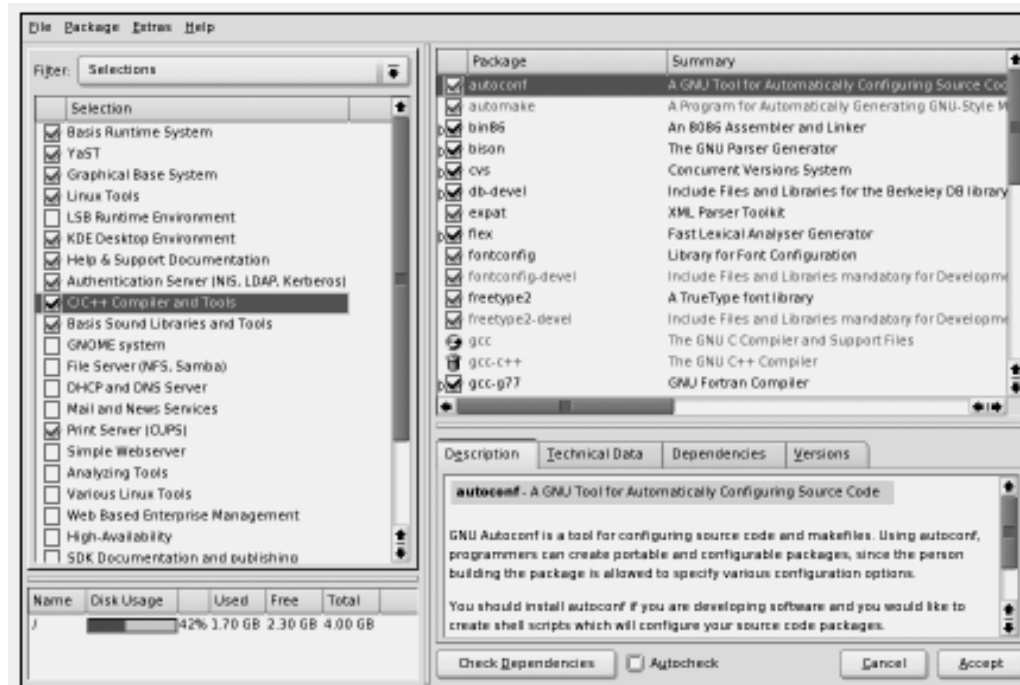 File Package Extras Help
Filter: Selections
Selection
Basis Runtime System
YaST
Graphical Base System
Linux Tools
LSB Runtime Environment
KDE Desktop Environment
Help & Support Documentation
Authentication Server (NIS, LDAP, Kerberos)
C/C++ Compiler and Tools
Basis Sound Libraries and Tools
GNOME system
File Server (NFS, Samba)
DHCP and DNS Server
Mail and News Services
Print Server (CUPS)
Simple Webserver
Analyzing Tools
Various Linux Tools
Web Based Enterprise Management
High-Availability
SDK Documentation and publishing
Name Disk Usage Used Free Total
/ 42% 1.70 GB 2.30 GB 4.00 GB
Package Summary
autoconf A GNU Tool for Automatically Configuring Source Cod
automake A Program for Automatically Generating GNU-Style M
bin86 An 8086 Assembler and Linker
bison The GNU Parser Generator
cvs Concurrent Versions System
db-devel Include Files and Libraries for the Berkeley DB library
expat XML Parser Toolkit
flex Fast Lexical Analyser Generator
fontconfig Library for Font Configuration
fontconfig-devel Include Files and Libraries mandatory for Developme
freetype2 A TrueType font library
freetype2-devel Include Files and Libraries mandatory for Developme
gcc The GNU C Compiler and Support Files
gcc-c++ The GNU C++ Compiler
gcc-g77 GNU Fortran Compiler
Description Technical Data Dependencies Versions
autoconf - A GNU Tool for Automatically Configuring Source Code
GNU Autoconf is a tool for configuring source code and makefiles. Using autoconf,
programmers can create portable and configurable packages, since the person
building the package is allowed to specify various configuration options.
You should install autoconf if you are developing software and you would like to
create shell scripts which will configure your source code packages.
Check Dependencies Autocheck Cancel Accept